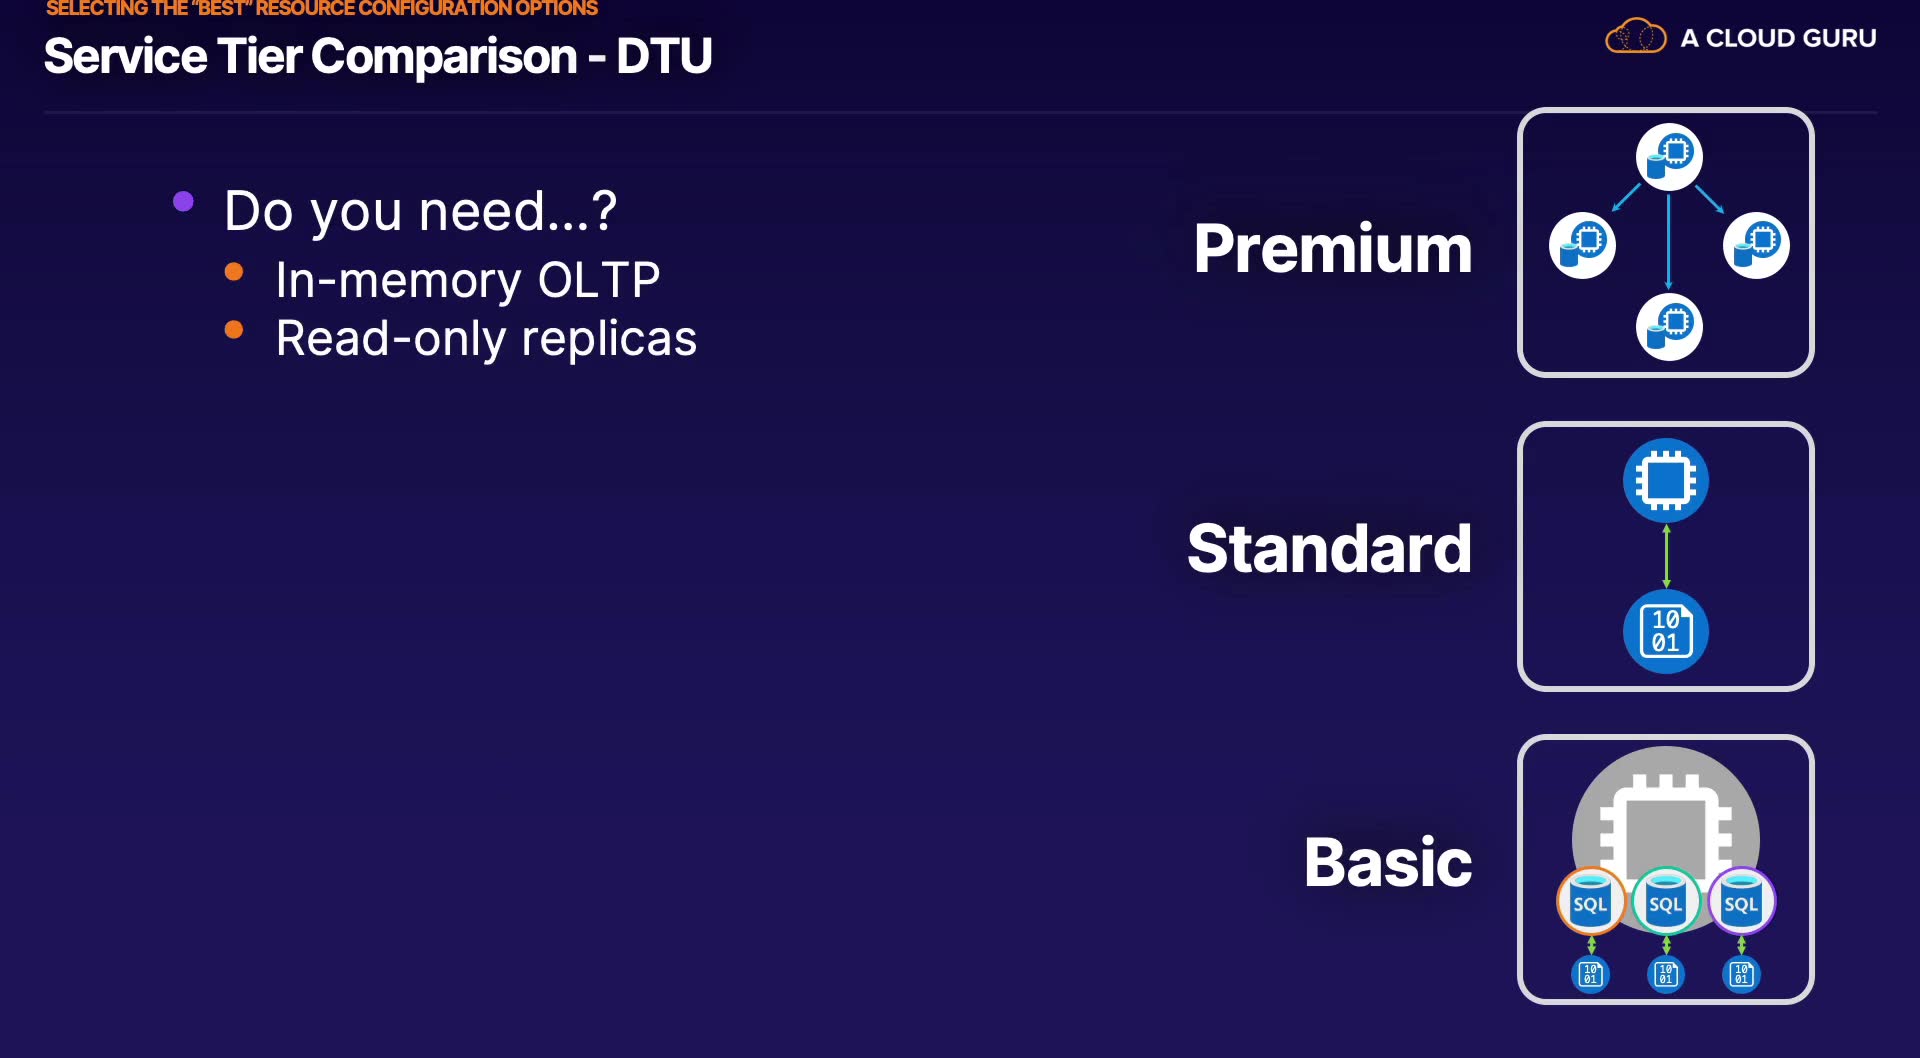 SELECTING THE “BEST” RESOURCE CONFIGURATION OPTIONS
Service Tier Comparison - DTU
A CLOUD GURU
Do you need...?
In-memory OLTP
Read-only replicas
Premium
Standard
10
01
Basic
SQL SQL SQL
10 10 10
01 01 01